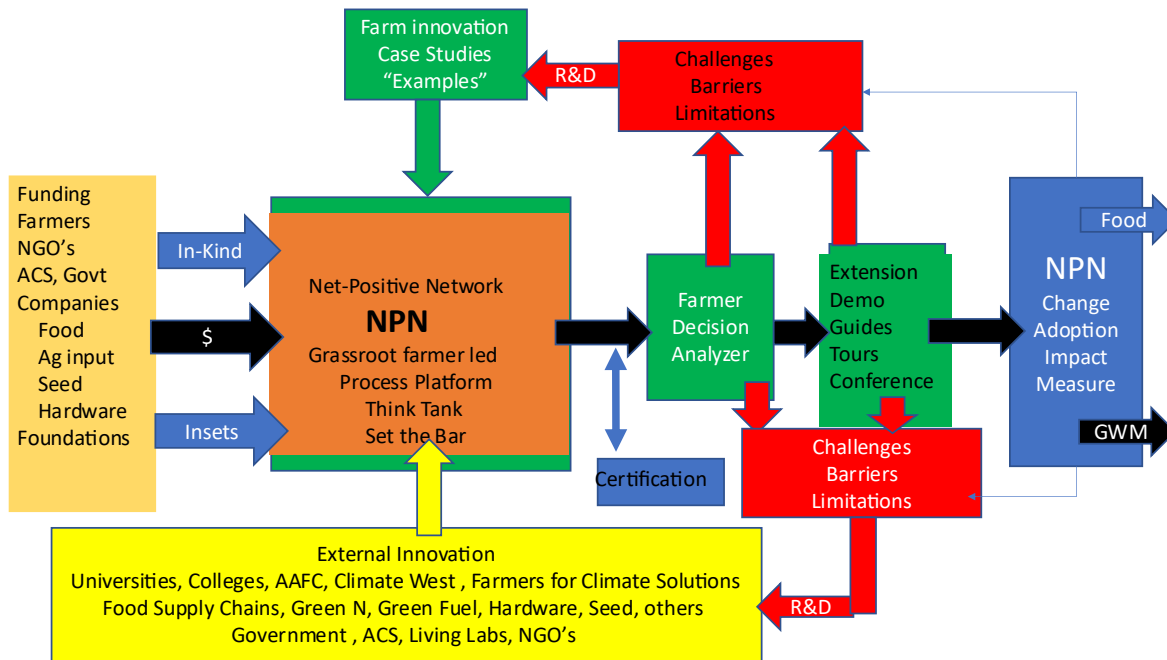 Farm innovation
Case Studies
“Examples”
R&D
Challenges
Barriers
Limitations
Funding
Farmers
NGO’s
ACS, Govt
Companies
Food
Ag input
Seed
Hardware
Foundations
In-Kind
$
Insets
Net-Positive Network
NPN
Grassroot farmer led
Process Platform
Think Tank
Set the Bar
Certification
Farmer
Decision
Analyzer
Extension
Demo
Guides
Tours
Conference
Challenges
Barriers
Limitations
R&D
NPN
Change
Adoption
Impact
Measure
Food
GWM
External Innovation
Universities, Colleges, AAFC, Climate West , Farmers for Climate Solutions
Food Supply Chains, Green N, Green Fuel, Hardware, Seed, others
Government , ACS, Living Labs, NGO’s